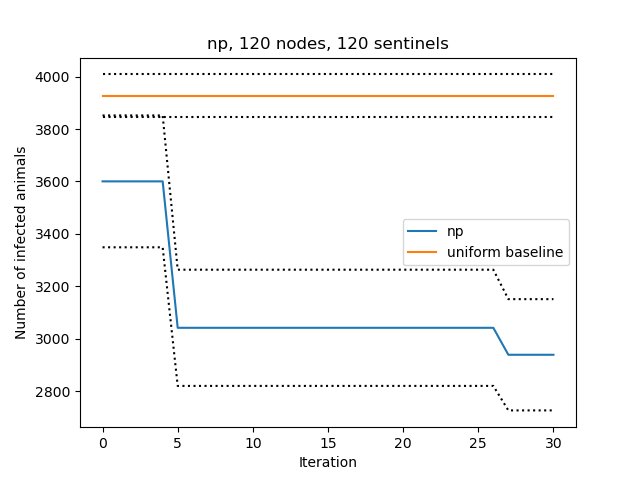 np, 120 nodes, 120 sentinels
Number of infected animals
4000
3800
3600
3400
3200
3000
2800
np
uniform baseline
0 5 10 15 20 25 30
Iteration